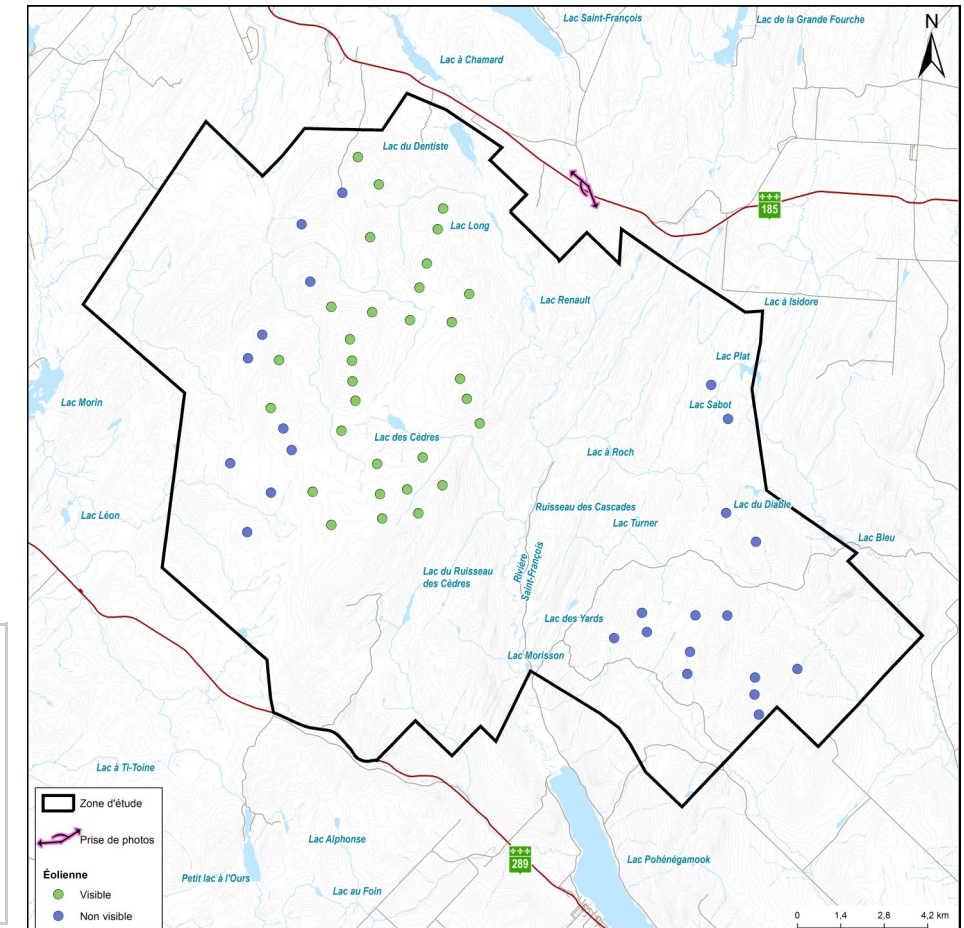 Lac Saint-François
Lac de la Grande Fourche
N
Lac à Chamard
Lac du Dentiste
185
Lac Long
Lac Renault
Lac à Isidore
Lac Plat
Lac Morin
Lac Sabot
Lac des Cèdres
Lac à Roch
Lac Léon
Ruisseau des Cascades
Lac du Diable
Lac Turner
Lac Bleu
Rivière
Saint-François
Lac du Ruisseau
des Cèdres
Lac des Yards
Lac Morisson
Lac à Ti-Toine
Zone d'étude
Prise de photos
Éolienne
Visible
Non visible
Lac Alphonse
289
Lac Pohénégamook
Petit lac à l'Ours
Lac au Foin
0 1,4 2,8 4,2 km